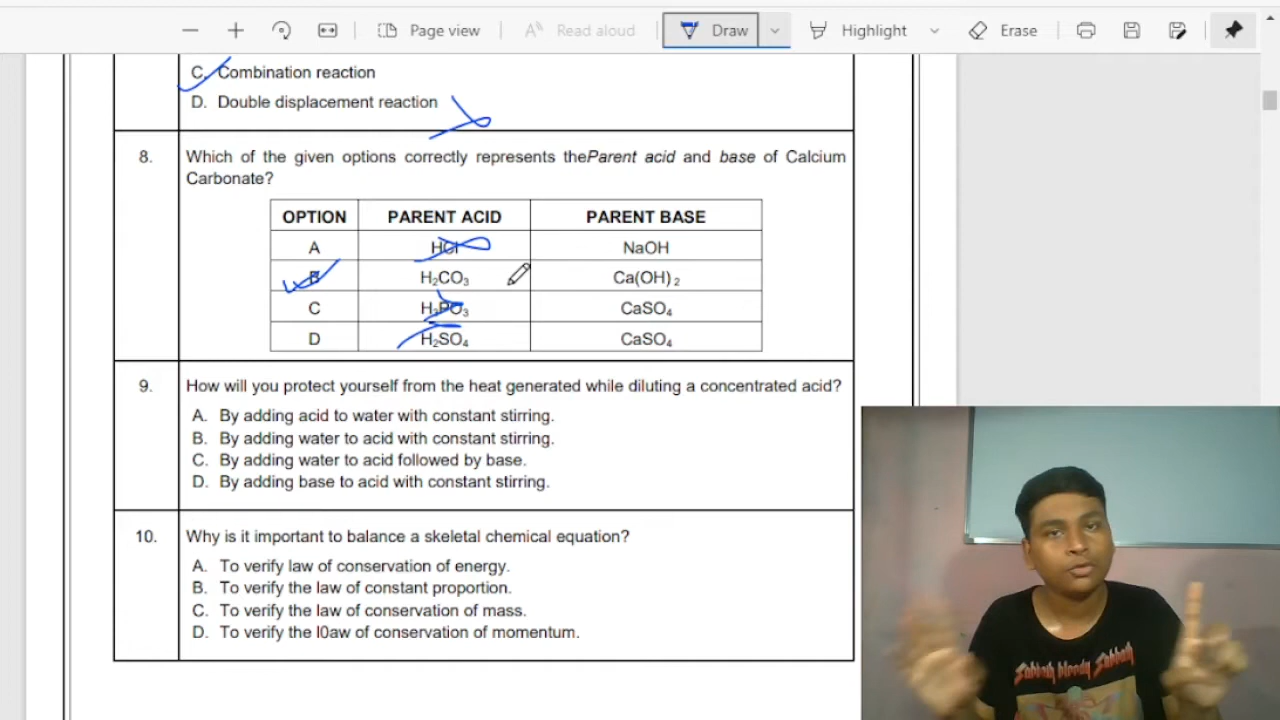 Page view
Read aloud
Draw
Highlight
Erase
C. Combination reaction
D. Double displacement reaction
8. Which of the given options correctly represents theParent acid and base of Calcium
Carbonate?
OPTION PARENT ACID PARENT BASE
A HCl NaOH
B H₂CO₃ Ca(OH)₂
C H₃PO₃ CaSO₄
D H₂SO₄ CaSO₄
9. How will you protect yourself from the heat generated while diluting a concentrated acid?
A. By adding acid to water with constant stirring.
B. By adding water to acid with constant stirring.
C. By adding water to acid followed by base.
D. By adding base to acid with constant stirring.
10. Why is it important to balance a skeletal chemical equation?
A. To verify law of conservation of energy.
B. To verify the law of constant proportion.
C. To verify the law of conservation of mass.
D. To verify the l0aw of conservation of momentum.
Sabbath bloody Sabbath